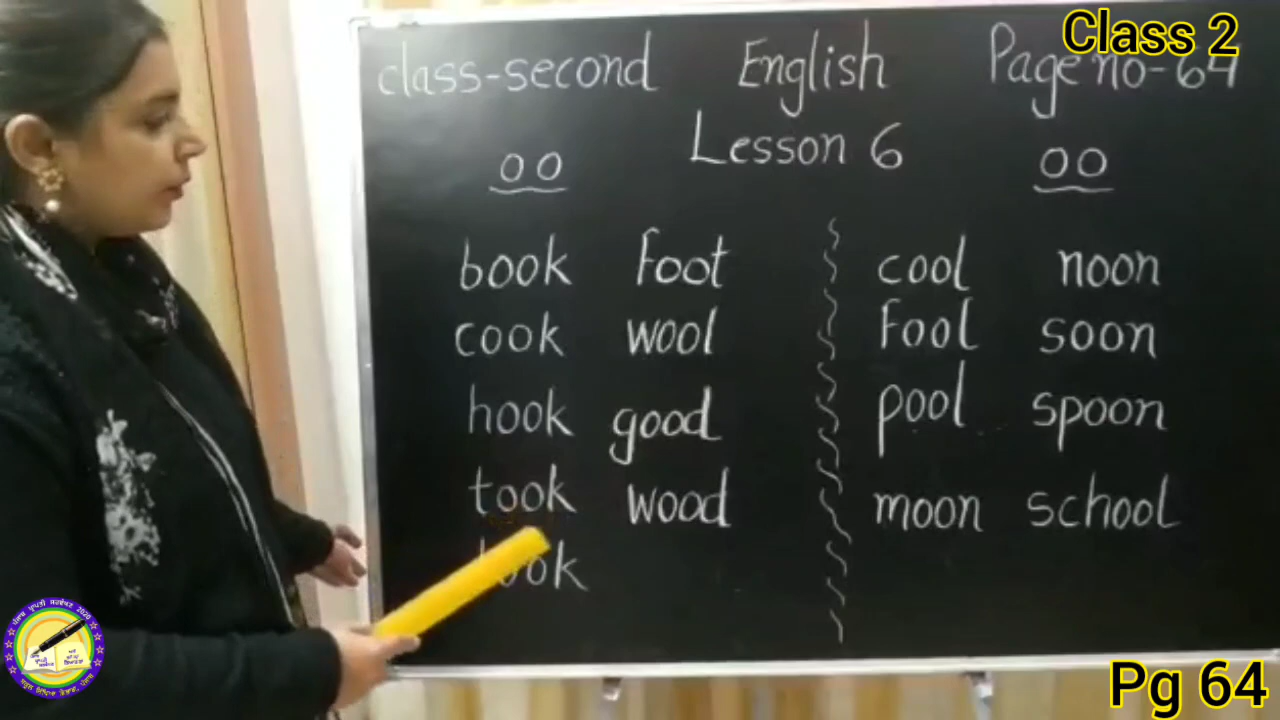 Class 2
class-second English Page no-64
Lesson 6
oo oo
book Foot cool noon
cook wool Fool soon
hook good pool spoon
took wood moon school
Pg 64